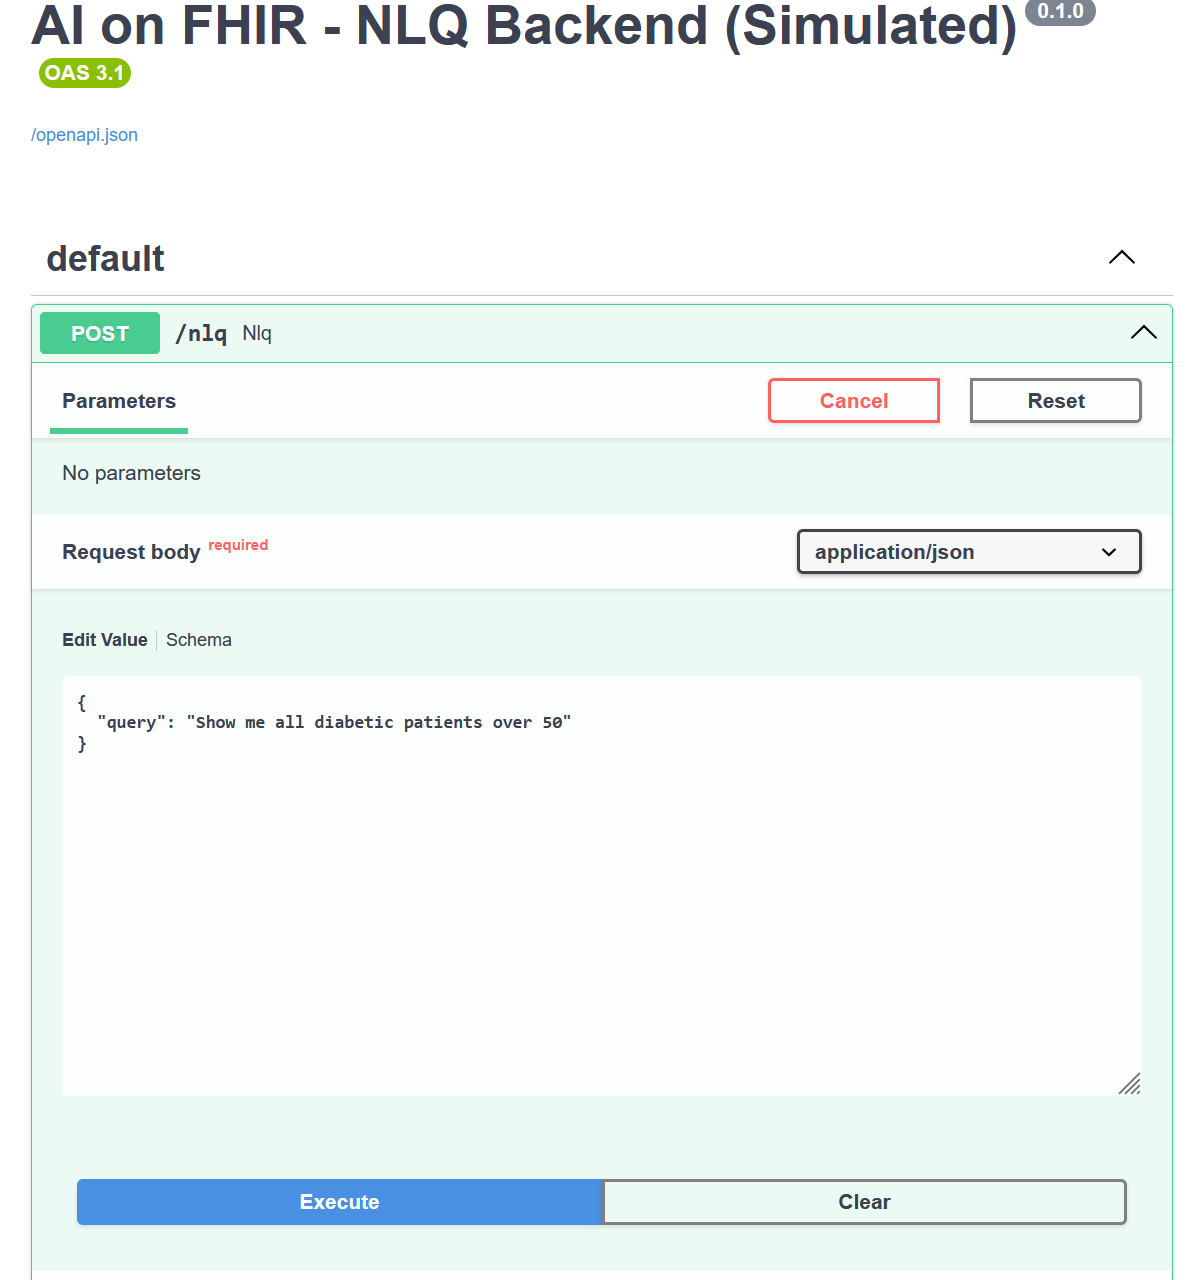 AI on FHIR - NLQ Backend (Simulated) 0.1.0
OAS 3.1
/openapi.json
default
POST /nlq Nlq
Parameters Cancel Reset
No parameters
Request body required application/json
Edit Value Schema
{
"query": "Show me all diabetic patients over 50"
}
Execute Clear